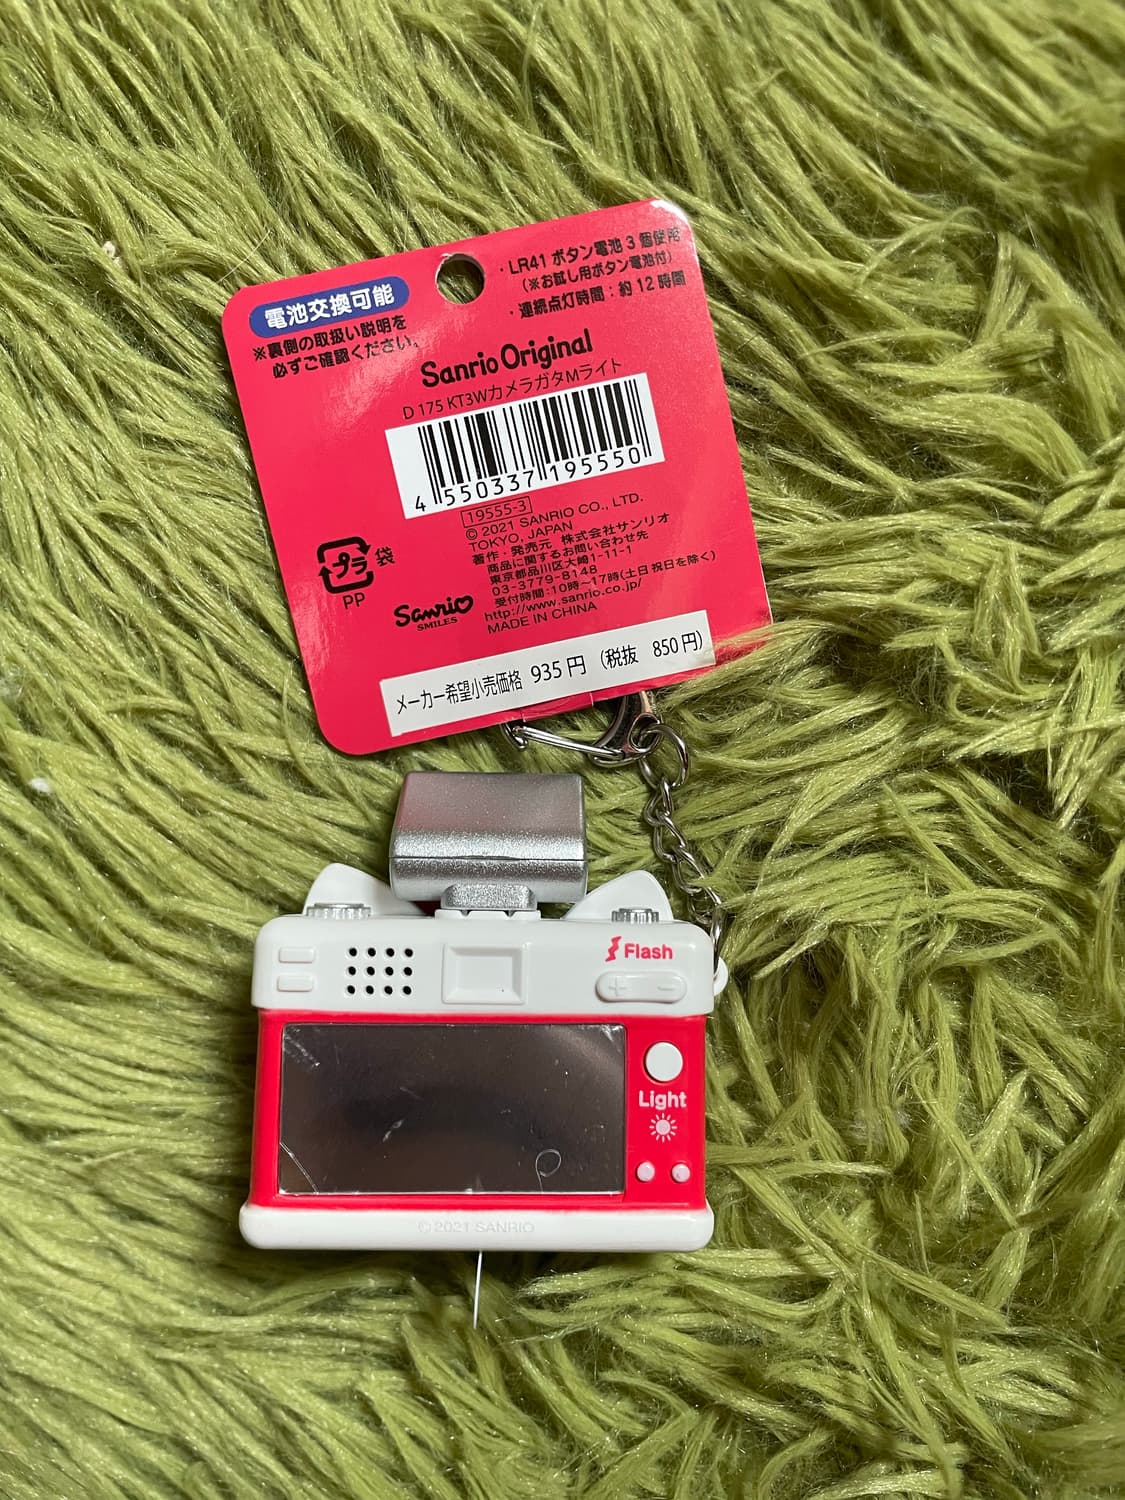 電池交換可能
※裏側の取扱い説明を
必ずご確認ください。
・LR41 ボタン電池 3 個使用
(※お試し用ボタン電池付)
・連続点灯時間:約 12 時間
Sanrio Original
D 175 KT3WカメラガタMライト
4 550337 195550
19555-3
© 2021 SANRIO CO., LTD.
TOKYO, JAPAN
著作・発売元 株式会社サンリオ
商品に関するお問い合わせ先
東京都品川区大崎1-11-1
03-3779-8148
受付時間:10時～17時(土日祝日を除く)
http://www.sanrio.co.jp/
MADE IN CHINA
プラ 袋
PP
Sanrio
SMILES
メーカー希望小売価格 935 円 (税抜 850 円)
Flash
+ −
Light
© 2021 SANRIO